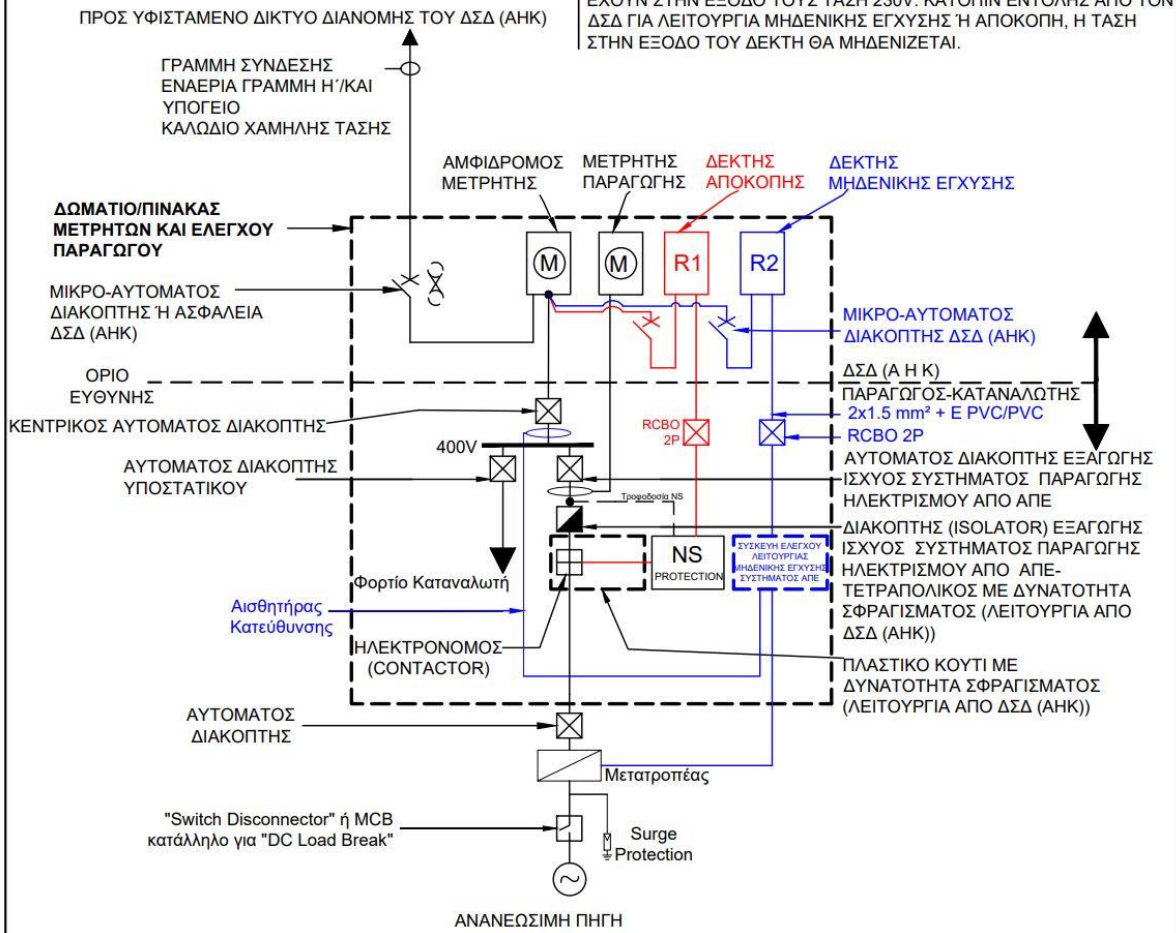 ΠΡΟΣ ΥΦΙΣΤΑΜΕΝΟ ΔΙΚΤΥΟ ΔΙΑΝΟΜΗΣ ΤΟΥ ΔΣΔ (ΑΗΚ)
ΕΧΟΥΝ ΣΤΗΝ ΕΞΟΔΟ ΤΟΥΣ ΤΑΣΗ 230V. ΚΑΤΟΠΙΝ ΕΝΤΟΛΗΣ ΑΠΟ ΤΟΝ
ΔΣΔ ΓΙΑ ΛΕΙΤΟΥΡΓΙΑ ΜΗΔΕΝΙΚΗΣ ΕΓΧΥΣΗΣ Ή ΑΠΟΚΟΠΗ, Η ΤΑΣΗ
ΣΤΗΝ ΕΞΟΔΟ ΤΟΥ ΔΕΚΤΗ ΘΑ ΜΗΔΕΝΙΖΕΤΑΙ.
ΓΡΑΜΜΗ ΣΥΝΔΕΣΗΣ
ΕΝΑΕΡΙΑ ΓΡΑΜΜΗ Η΄/ΚΑΙ
ΥΠΟΓΕΙΟ
ΚΑΛΩΔΙΟ ΧΑΜΗΛΗΣ ΤΑΣΗΣ
ΑΜΦΙΔΡΟΜΟΣ
ΜΕΤΡΗΤΗΣ
ΜΕΤΡΗΤΗΣ
ΠΑΡΑΓΩΓΗΣ
ΔΕΚΤΗΣ
ΑΠΟΚΟΠΗΣ
ΔΕΚΤΗΣ
ΜΗΔΕΝΙΚΗΣ ΕΓΧΥΣΗΣ
ΔΩΜΑΤΙΟ/ΠΙΝΑΚΑΣ
ΜΕΤΡΗΤΩΝ ΚΑΙ ΕΛΕΓΧΟΥ
ΠΑΡΑΓΩΓΟΥ
M
M
R1
R2
ΜΙΚΡΟ-ΑΥΤΟΜΑΤΟΣ
ΔΙΑΚΟΠΤΗΣ Ή ΑΣΦΑΛΕΙΑ
ΔΣΔ (ΑΗΚ)
ΜΙΚΡΟ-ΑΥΤΟΜΑΤΟΣ
ΔΙΑΚΟΠΤΗΣ ΔΣΔ (ΑΗΚ)
ΟΡΙΟ
ΕΥΘΥΝΗΣ
ΔΣΔ (Α Η Κ)
ΠΑΡΑΓΩΓΟΣ-ΚΑΤΑΝΑΛΩΤΗΣ
2x1.5 mm² + E PVC/PVC
RCBO 2P
ΚΕΝΤΡΙΚΟΣ ΑΥΤΟΜΑΤΟΣ ΔΙΑΚΟΠΤΗΣ
RCBO
2P
400V
ΑΥΤΟΜΑΤΟΣ ΔΙΑΚΟΠΤΗΣ
ΥΠΟΣΤΑΤΙΚΟΥ
ΑΥΤΟΜΑΤΟΣ ΔΙΑΚΟΠΤΗΣ ΕΞΑΓΩΓΗΣ
ΙΣΧΥΟΣ ΣΥΣΤΗΜΑΤΟΣ ΠΑΡΑΓΩΓΗΣ
ΗΛΕΚΤΡΙΣΜΟΥ ΑΠΟ ΑΠΕ
Τροφοδοσία NS
ΔΙΑΚΟΠΤΗΣ (ISOLATOR) ΕΞΑΓΩΓΗΣ
ΙΣΧΥΟΣ ΣΥΣΤΗΜΑΤΟΣ ΠΑΡΑΓΩΓΗΣ
ΗΛΕΚΤΡΙΣΜΟΥ ΑΠΟ ΑΠΕ-
ΤΕΤΡΑΠΟΛΙΚΟΣ ΜΕ ΔΥΝΑΤΟΤΗΤΑ
ΣΦΡΑΓΙΣΜΑΤΟΣ (ΛΕΙΤΟΥΡΓΙΑ ΑΠΟ
ΔΣΔ (ΑΗΚ))
NS
PROTECTION
ΣΥΣΚΕΥΗ ΕΛΕΓΧΟΥ
ΛΕΙΤΟΥΡΓΙΑΣ
ΜΗΔΕΝΙΚΗΣ ΕΓΧΥΣΗΣ
ΣΥΣΤΗΜΑΤΟΣ ΑΠΕ
Φορτίο Καταναλωτή
Αισθητήρας
Κατεύθυνσης
ΗΛΕΚΤΡΟΝΟΜΟΣ
(CONTACTOR)
ΠΛΑΣΤΙΚΟ ΚΟΥΤΙ ΜΕ
ΔΥΝΑΤΟΤΗΤΑ ΣΦΡΑΓΙΣΜΑΤΟΣ
(ΛΕΙΤΟΥΡΓΙΑ ΑΠΟ ΔΣΔ (ΑΗΚ))
ΑΥΤΟΜΑΤΟΣ
ΔΙΑΚΟΠΤΗΣ
Μετατροπέας
"Switch Disconnector" ή MCB
κατάλληλο για "DC Load Break"
Surge
Protection
ΑΝΑΝΕΩΣΙΜΗ ΠΗΓΗ